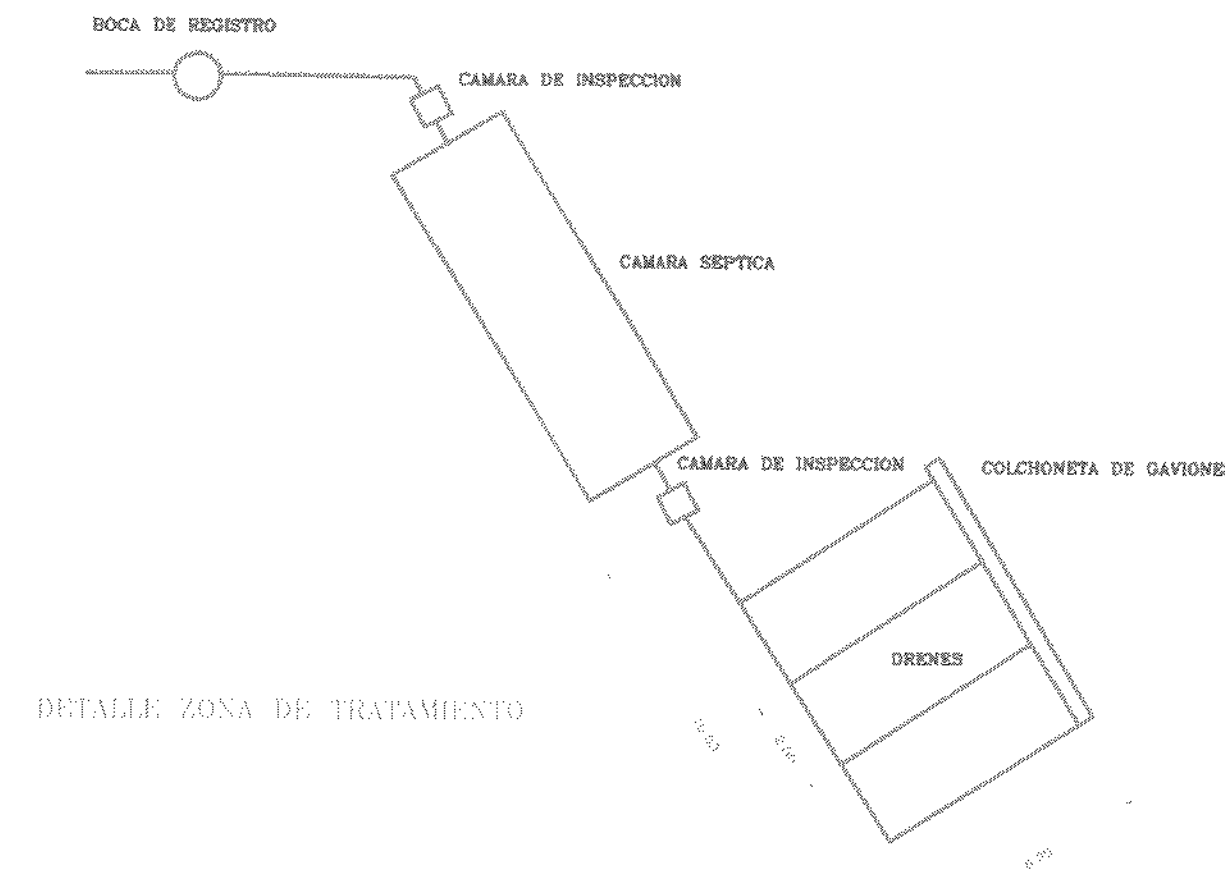 BOCA DE REGISTRO
CAMARA DE INSPECCION
CAMARA SEPTICA
CAMARA DE INSPECCION
COLCHONETA DE GAVIONE
DRENES
DETALLE ZONA DE TRATAMIENTO